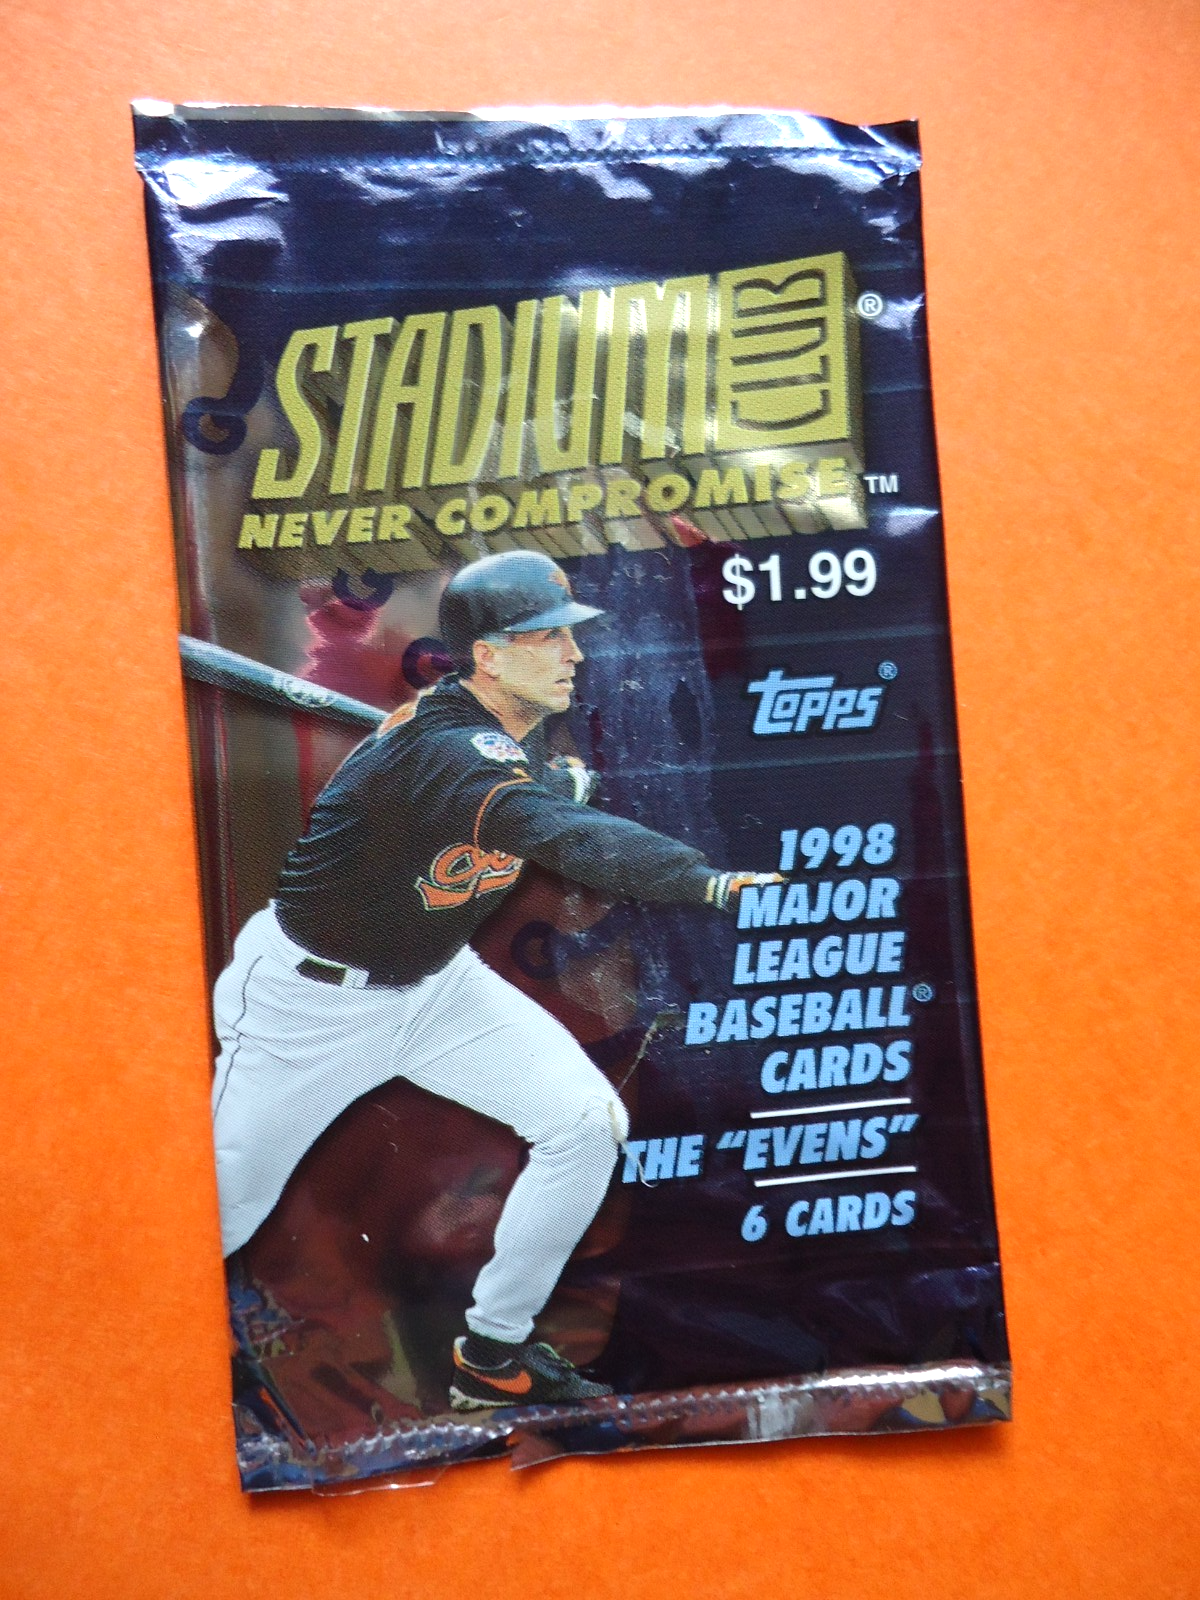 STADIUM CLUB®
NEVER COMPROMISE™
$1.99
TOPPS®
1998
MAJOR
LEAGUE
BASEBALL®
CARDS
THE "EVENS"
6 CARDS